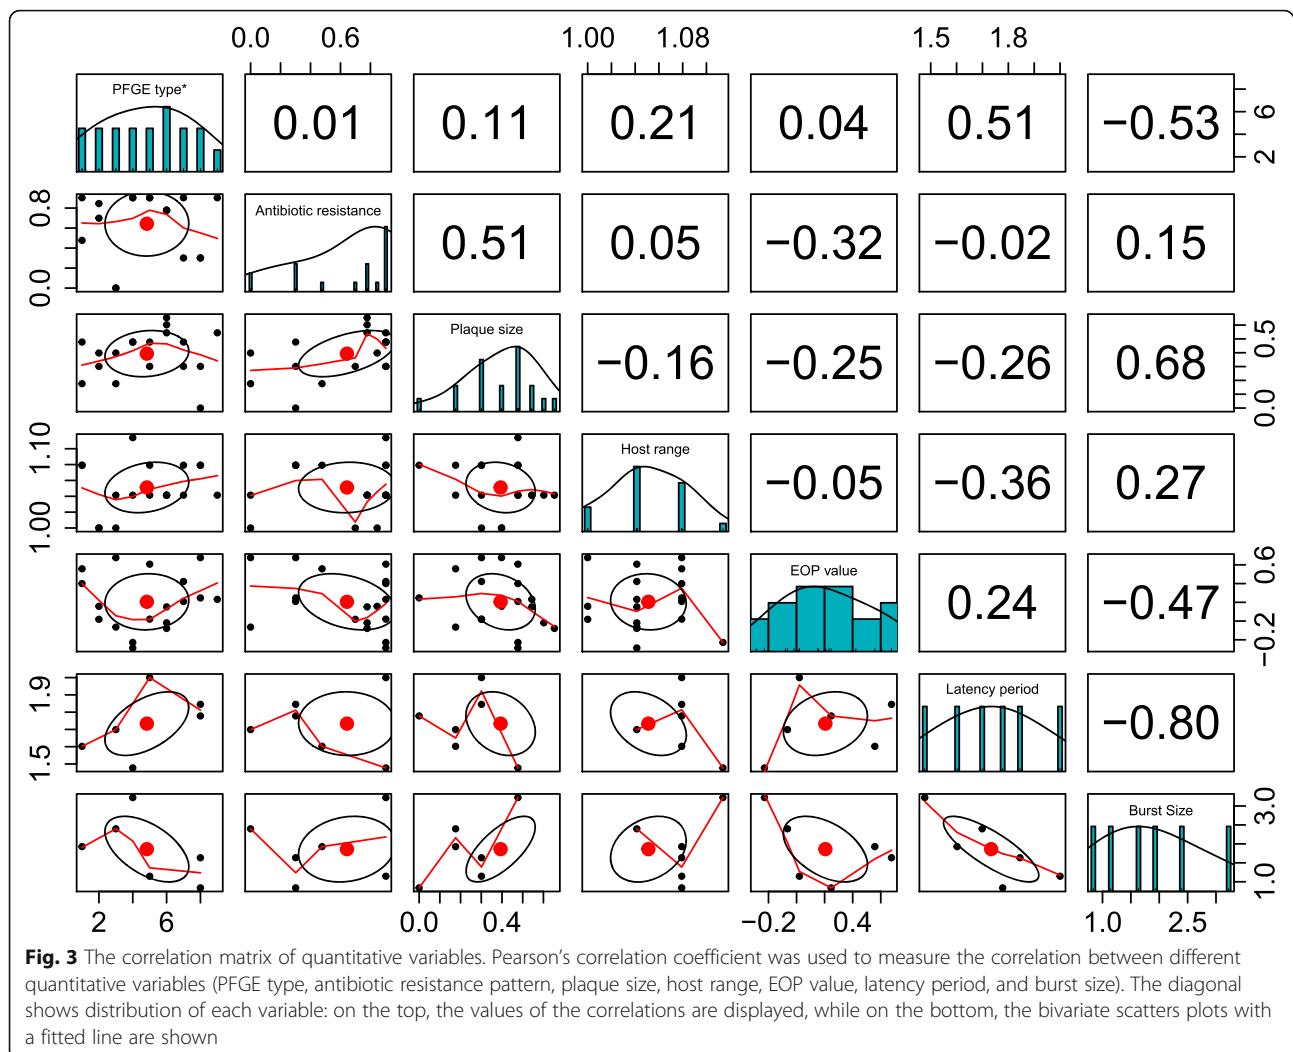 0.0 0.6 1.00 1.08 1.5 1.8
PFGE type* 0.01 0.11 0.21 0.04 0.51 −0.53 2 6
0.0 0.8 Antibiotic resistance 0.51 0.05 −0.32 −0.02 0.15
Plaque size −0.16 −0.25 −0.26 0.68 0.0 0.5
1.00 1.10 Host range −0.05 −0.36 0.27
EOP value 0.24 −0.47 −0.2 0.6
1.5 1.9 Latency period −0.80
Burst Size 1.0 3.0
2 6 0.0 0.4 −0.2 0.4 1.0 2.5
Fig. 3 The correlation matrix of quantitative variables. Pearson’s correlation coefficient was used to measure the correlation between different
quantitative variables (PFGE type, antibiotic resistance pattern, plaque size, host range, EOP value, latency period, and burst size). The diagonal
shows distribution of each variable: on the top, the values of the correlations are displayed, while on the bottom, the bivariate scatters plots with
a fitted line are shown